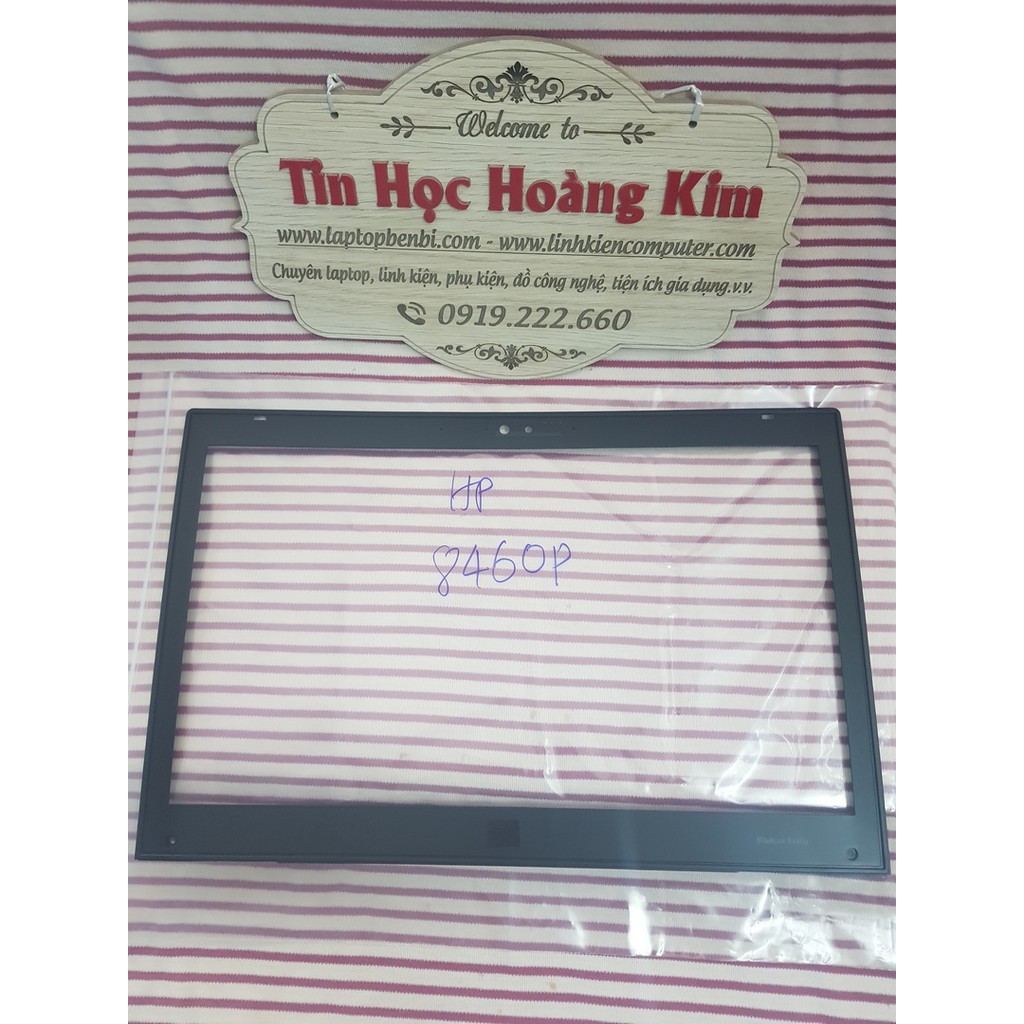 Welcome to
Tin Học Hoàng Kim
www.laptopbenbi.com - www.linhkiencomputer.com
Chuyên laptop, linh kiện, phụ kiện, đồ công nghệ, tiện ích gia dụng.v.v.
0919.222.660
HP
8460P